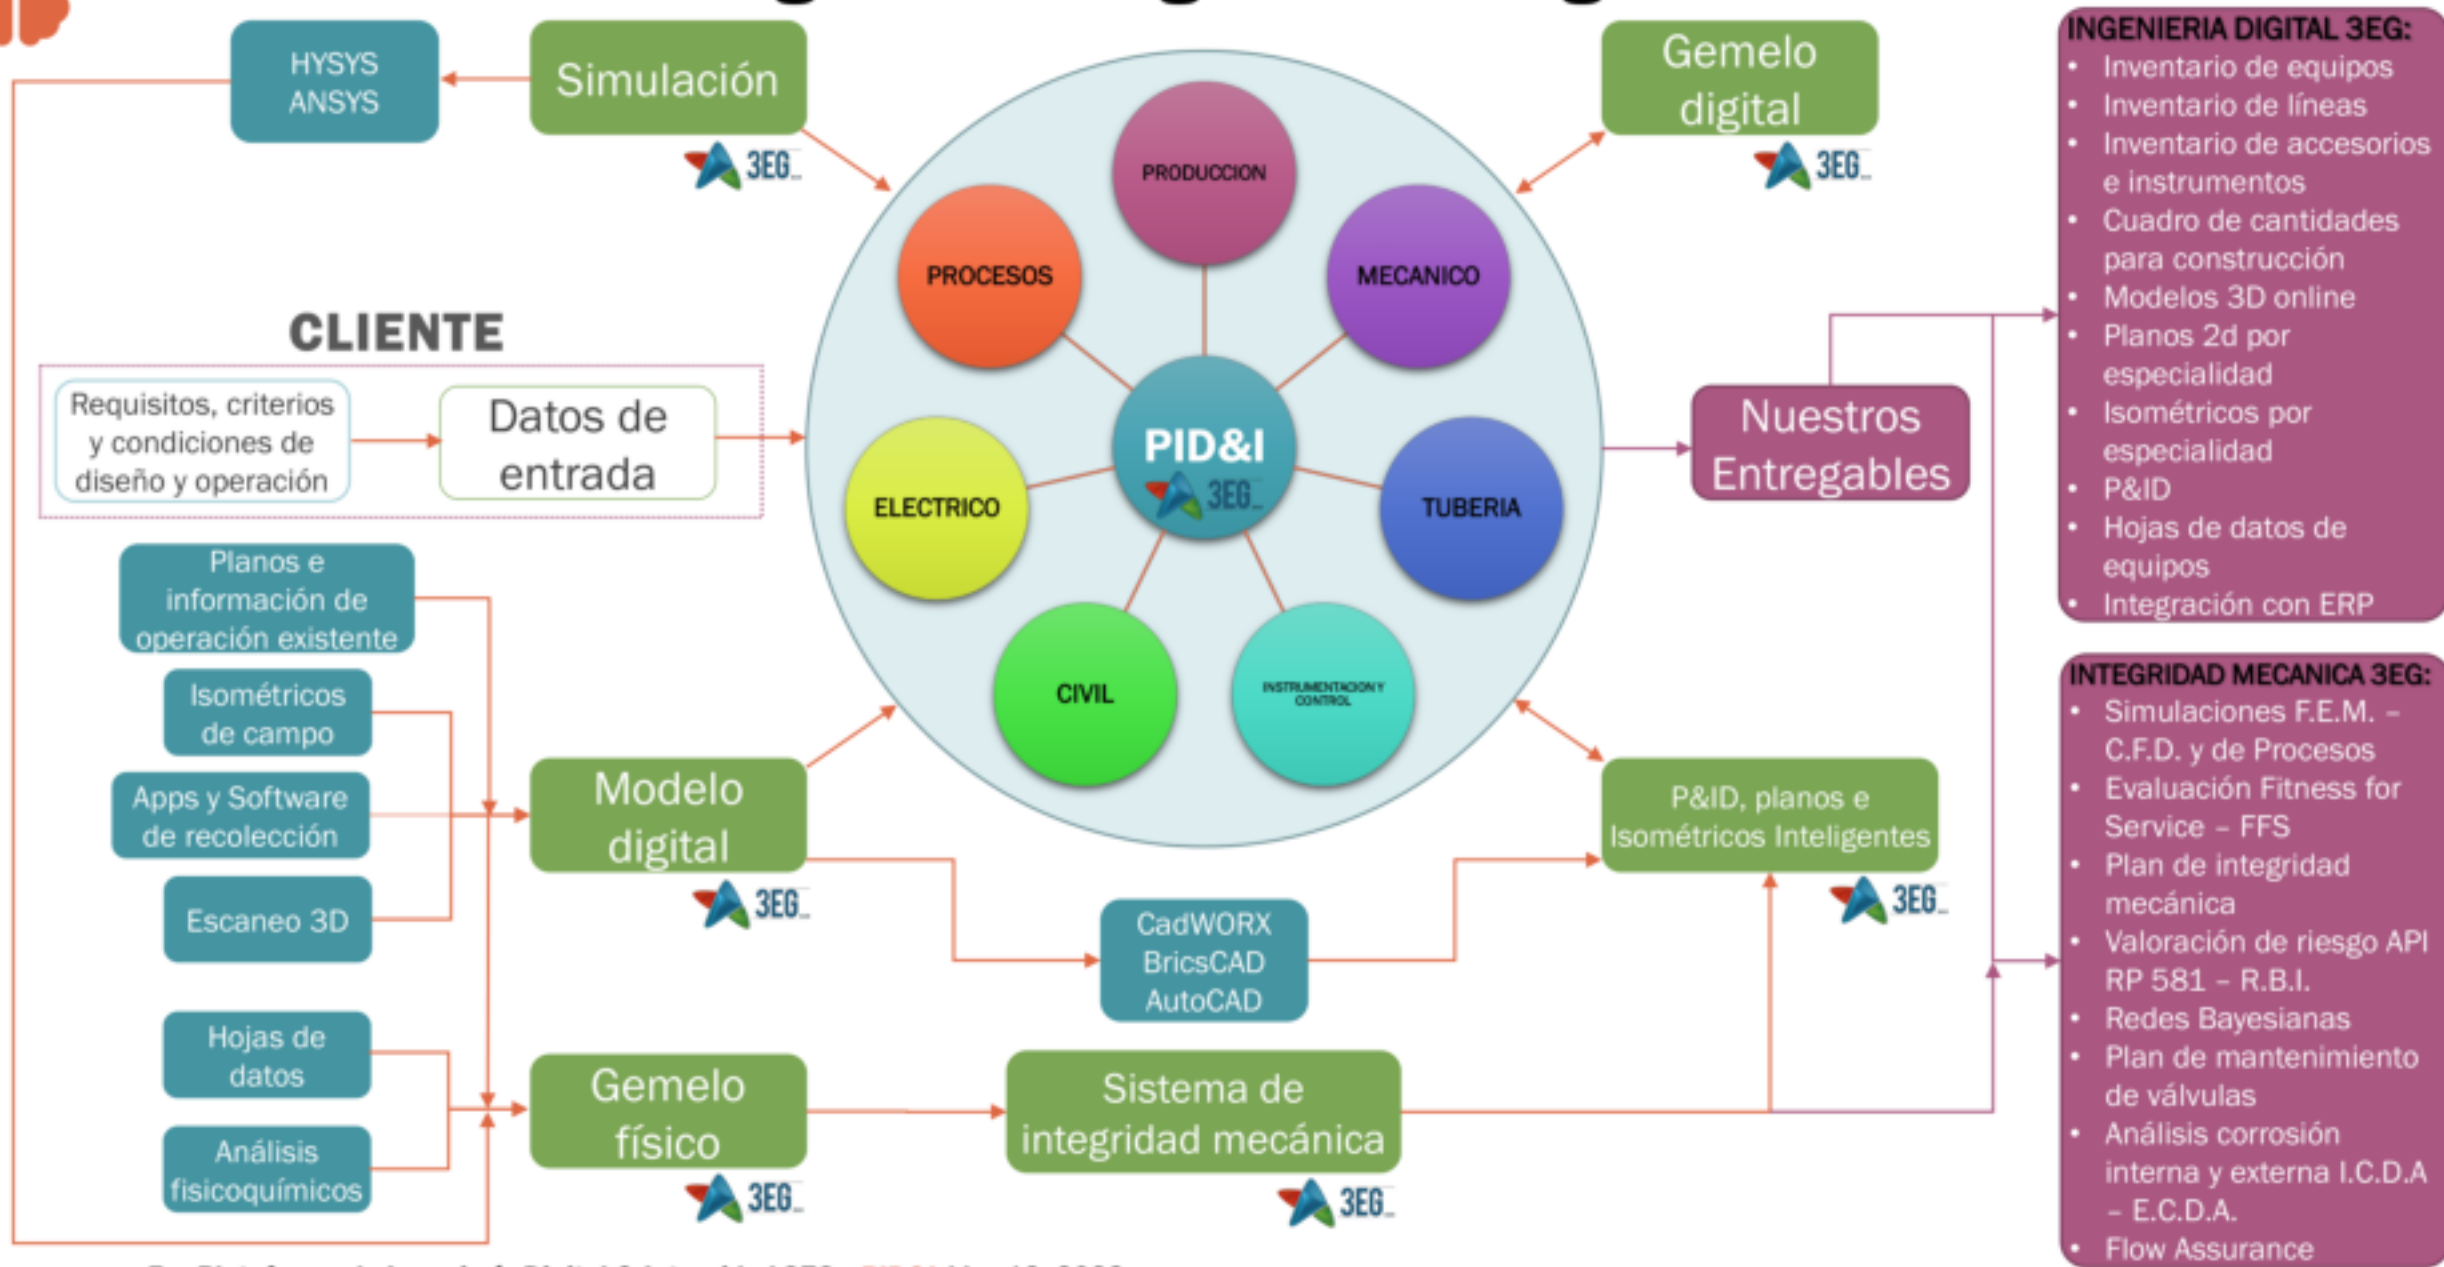 HYSYS
ANSYS
Simulación
3EG
Gemelo
digital
3EG
PRODUCCION
PROCESOS
MECANICO
PID&I
3EG
ELECTRICO
TUBERIA
CIVIL
INSTRUMENTACION Y
CONTROL
CLIENTE
Requisitos, criterios
y condiciones de
diseño y operación
Datos de
entrada
Planos e
información de
operación existente
Isométricos
de campo
Apps y Software
de recolección
Escaneo 3D
Modelo
digital
3EG
Hojas de
datos
Análisis
fisicoquímicos
Gemelo
físico
3EG
CadWORX
BricsCAD
AutoCAD
Sistema de
integridad mecánica
3EG
P&ID, planos e
Isométricos Inteligentes
3EG
Nuestros
Entregables
INGENIERIA DIGITAL 3EG:
• Inventario de equipos
• Inventario de líneas
• Inventario de accesorios
e instrumentos
• Cuadro de cantidades
para construcción
• Modelos 3D online
• Planos 2d por
especialidad
• Isométricos por
especialidad
• P&ID
• Hojas de datos de
equipos
• Integración con ERP
INTEGRIDAD MECANICA 3EG:
• Simulaciones F.E.M. –
C.F.D. y de Procesos
• Evaluación Fitness for
Service – FFS
• Plan de integridad
mecánica
• Valoración de riesgo API
RP 581 – R.B.I.
• Redes Bayesianas
• Plan de mantenimiento
de válvulas
• Análisis corrosión
interna y externa I.C.D.A
– E.C.D.A.
• Flow Assurance